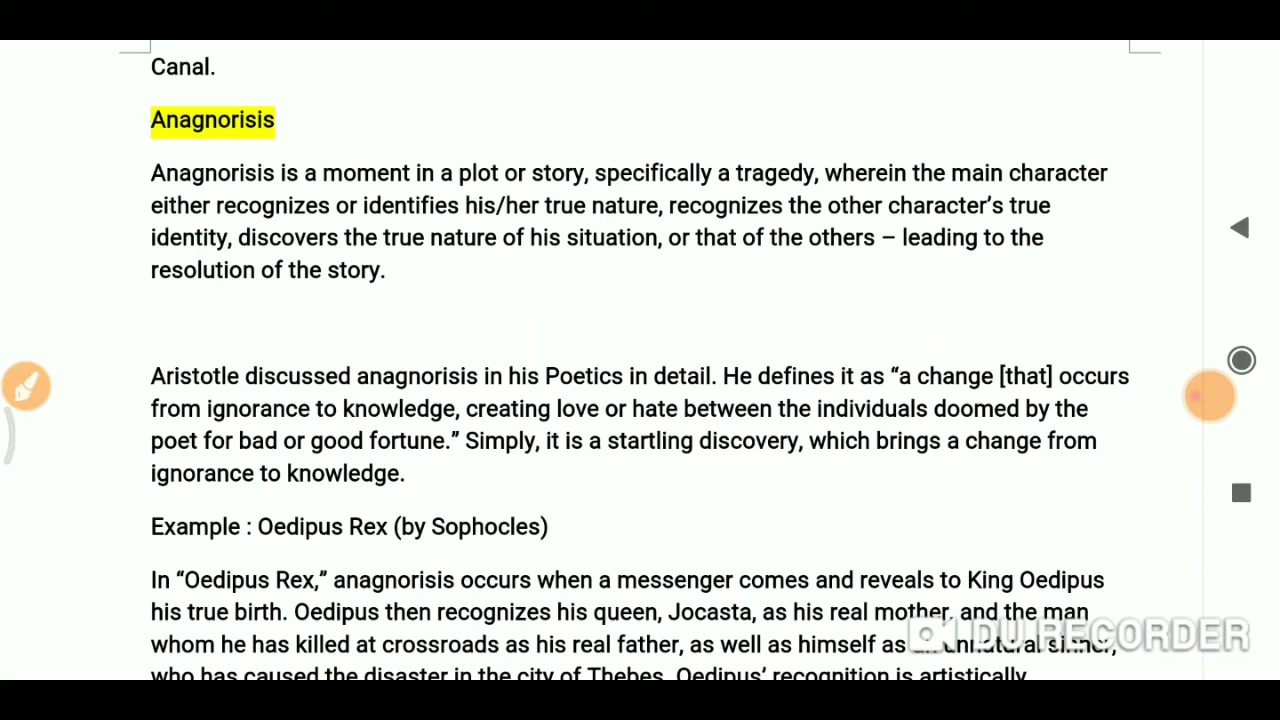 Canal.
Anagnorisis
Anagnorisis is a moment in a plot or story, specifically a tragedy, wherein the main character
either recognizes or identifies his/her true nature, recognizes the other character’s true
identity, discovers the true nature of his situation, or that of the others – leading to the
resolution of the story.
Aristotle discussed anagnorisis in his Poetics in detail. He defines it as “a change [that] occurs
from ignorance to knowledge, creating love or hate between the individuals doomed by the
poet for bad or good fortune.” Simply, it is a startling discovery, which brings a change from
ignorance to knowledge.
Example : Oedipus Rex (by Sophocles)
In “Oedipus Rex,” anagnorisis occurs when a messenger comes and reveals to King Oedipus
his true birth. Oedipus then recognizes his queen, Jocasta, as his real mother, and the man
whom he has killed at crossroads as his real father, as well as himself as an unnatural sinner,
who has caused the disaster in the city of Thebes. Oedipus’ recognition is artistically
DU RECORDER